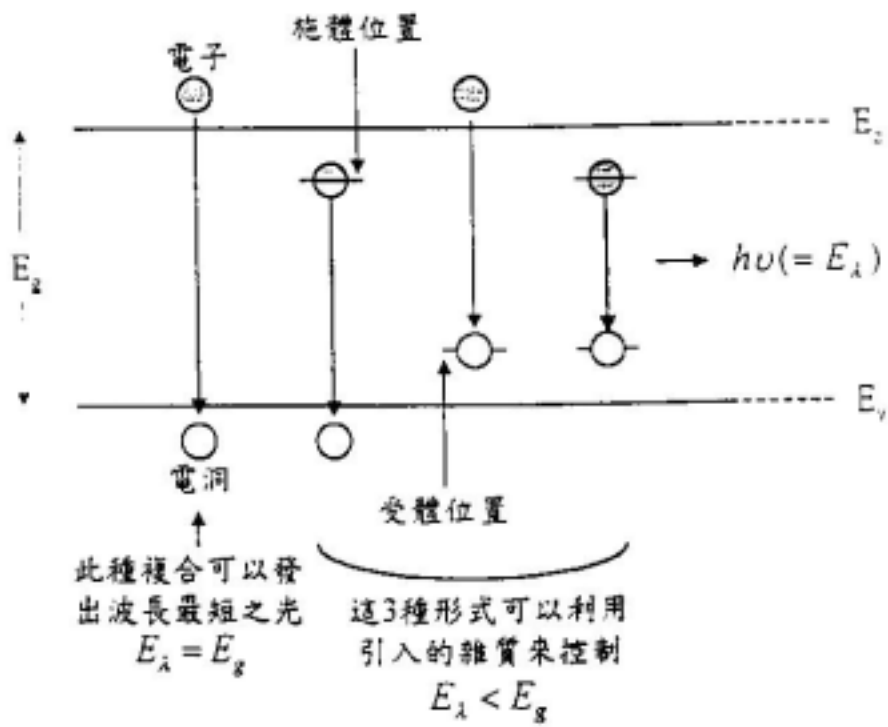 施體位置
電子
E_c
E_g
→ hυ(= E_λ)
E_v
電洞
受體位置
此種複合可以發
出波長最短之光
E_λ = E_g
這3種形式可以利用
引入的雜質來控制
E_λ < E_g